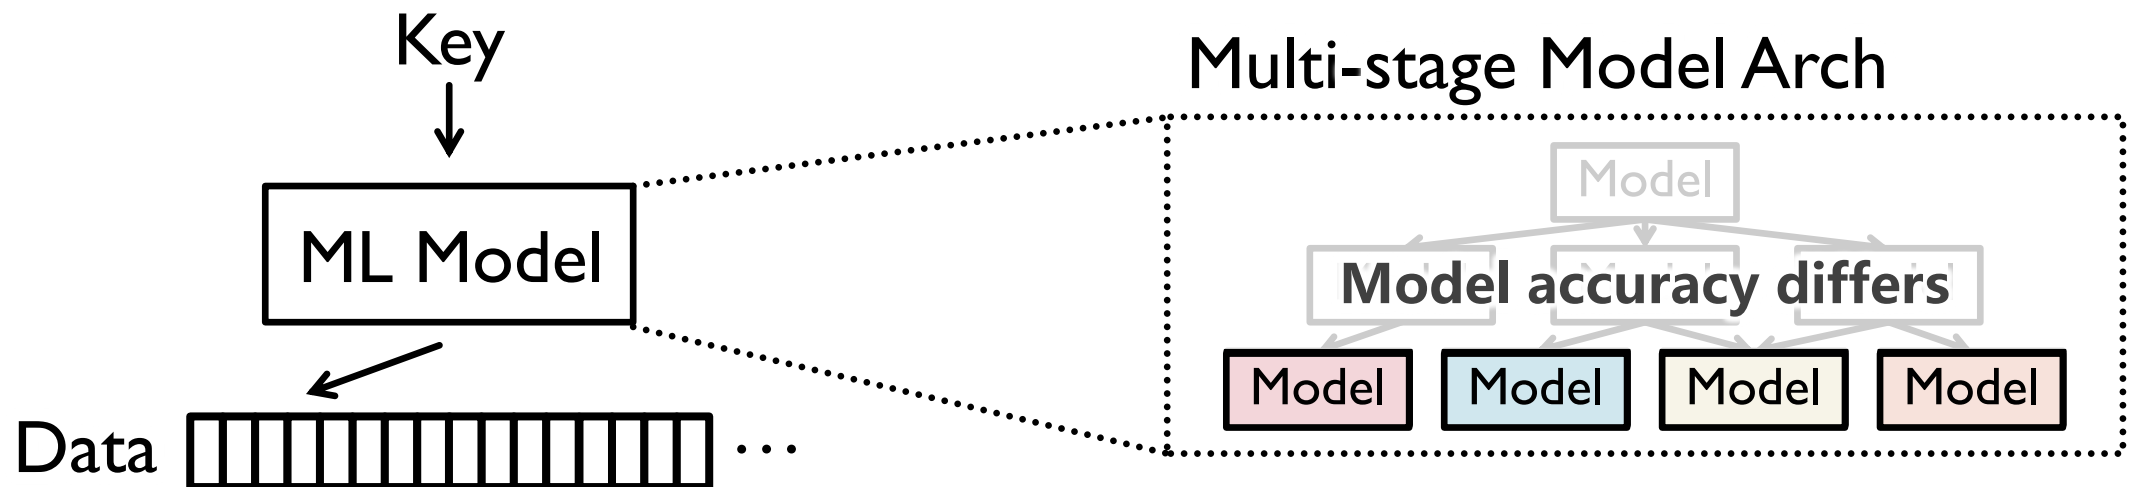 Key
Multi-stage Model Arch
Model
ML Model
Model accuracy differs
Model Model Model Model
Data ...